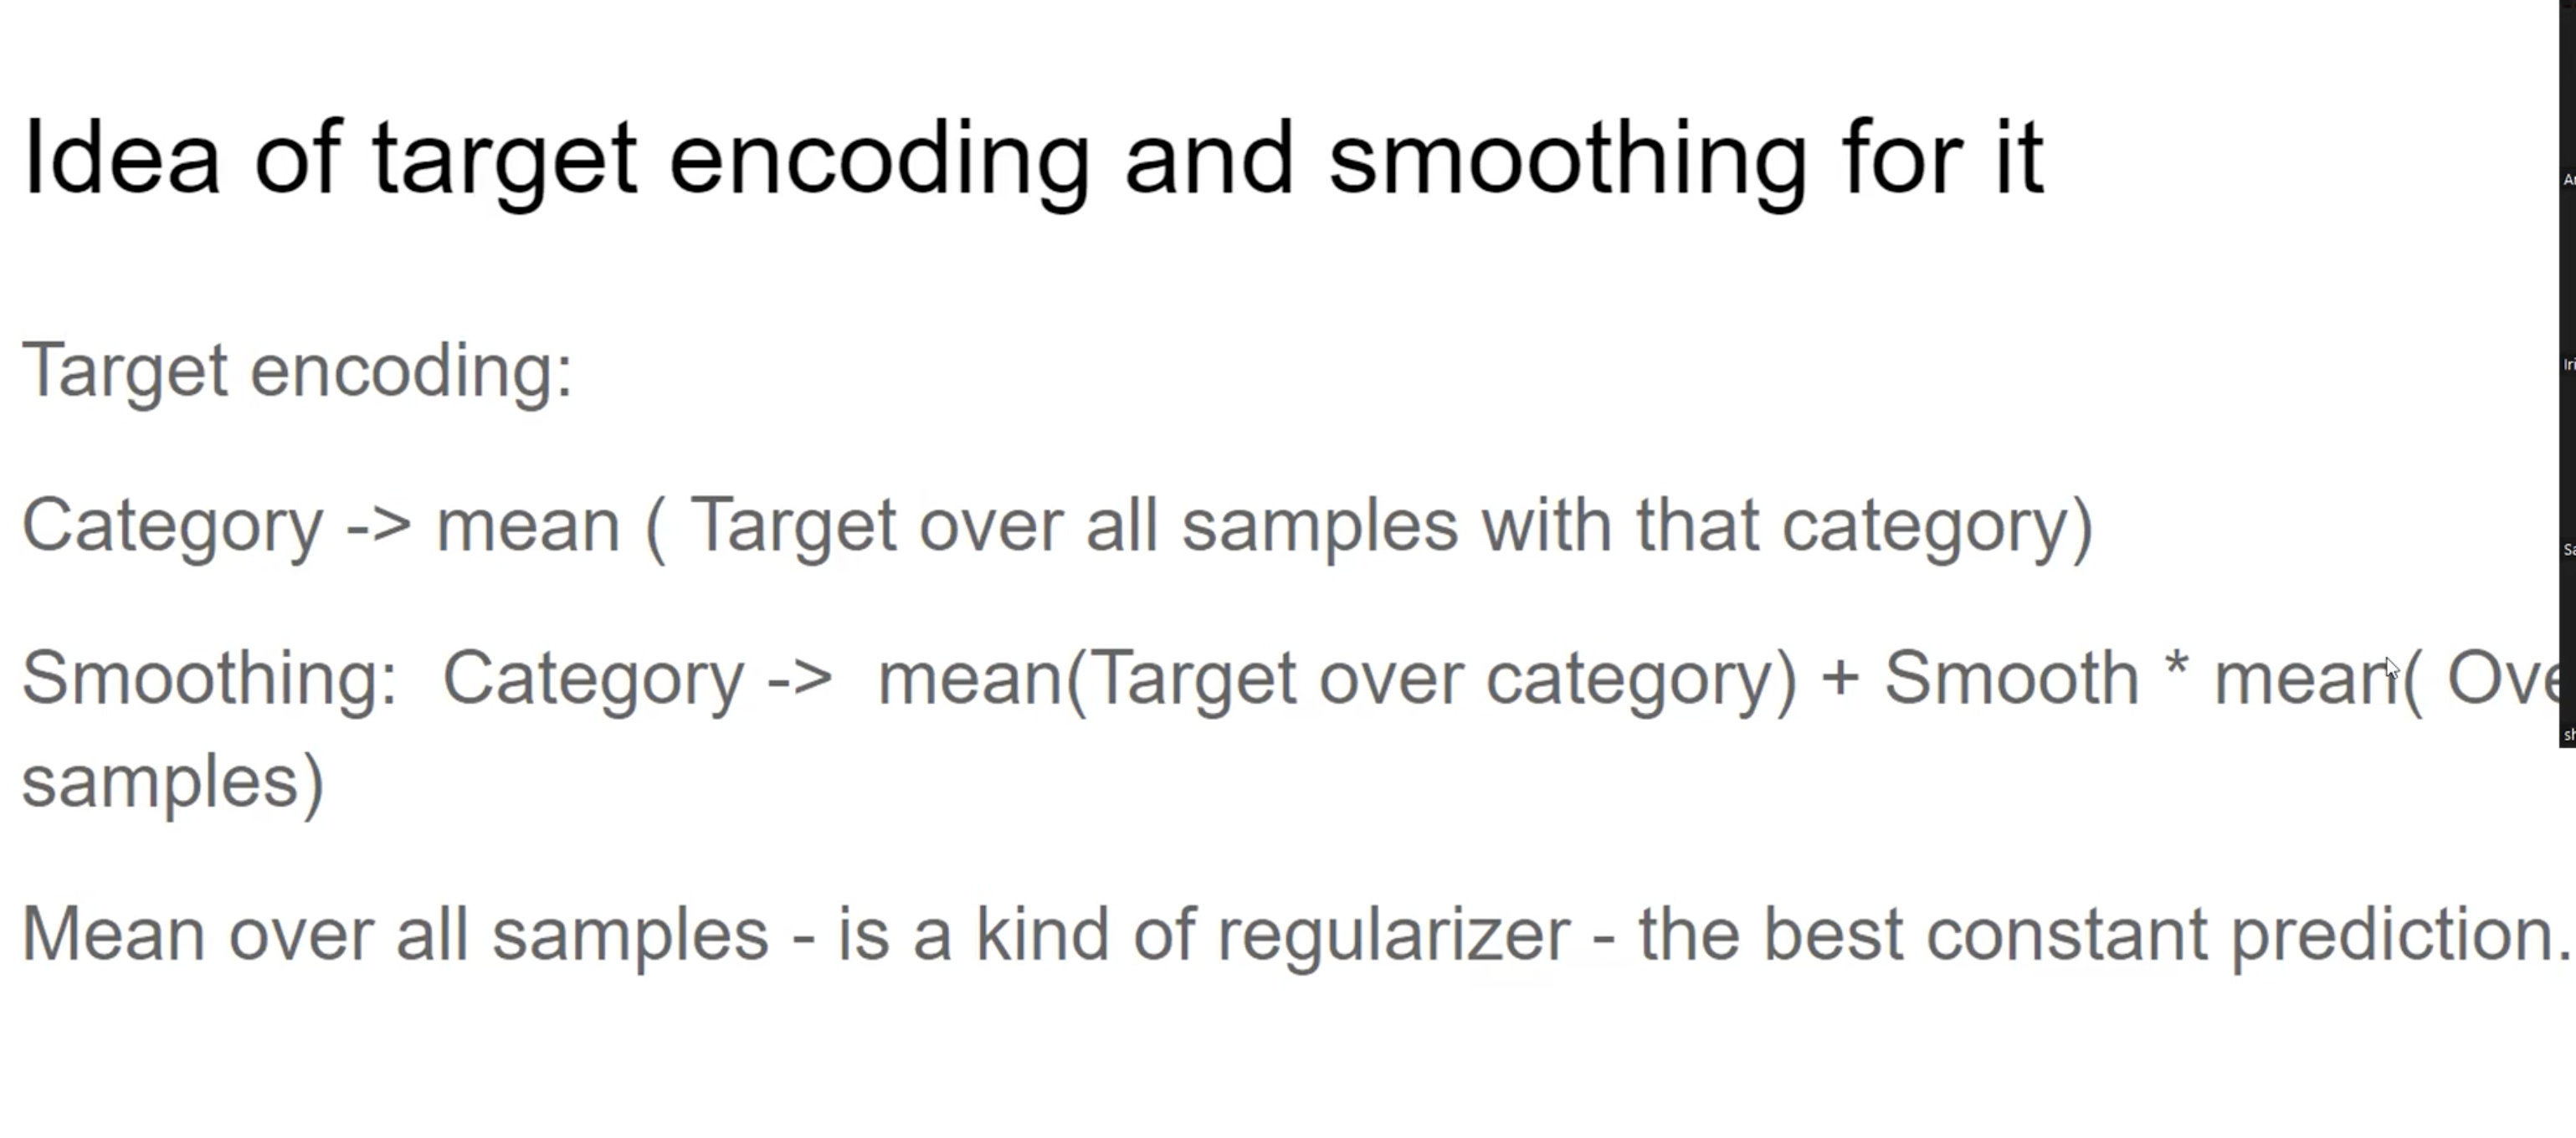 Idea of target encoding and smoothing for it
Target encoding:
Category -> mean ( Target over all samples with that category)
Smoothing: Category -> mean(Target over category) + Smooth * mean(
samples)
Mean over all samples - is a kind of regularizer - the best constant prediction.